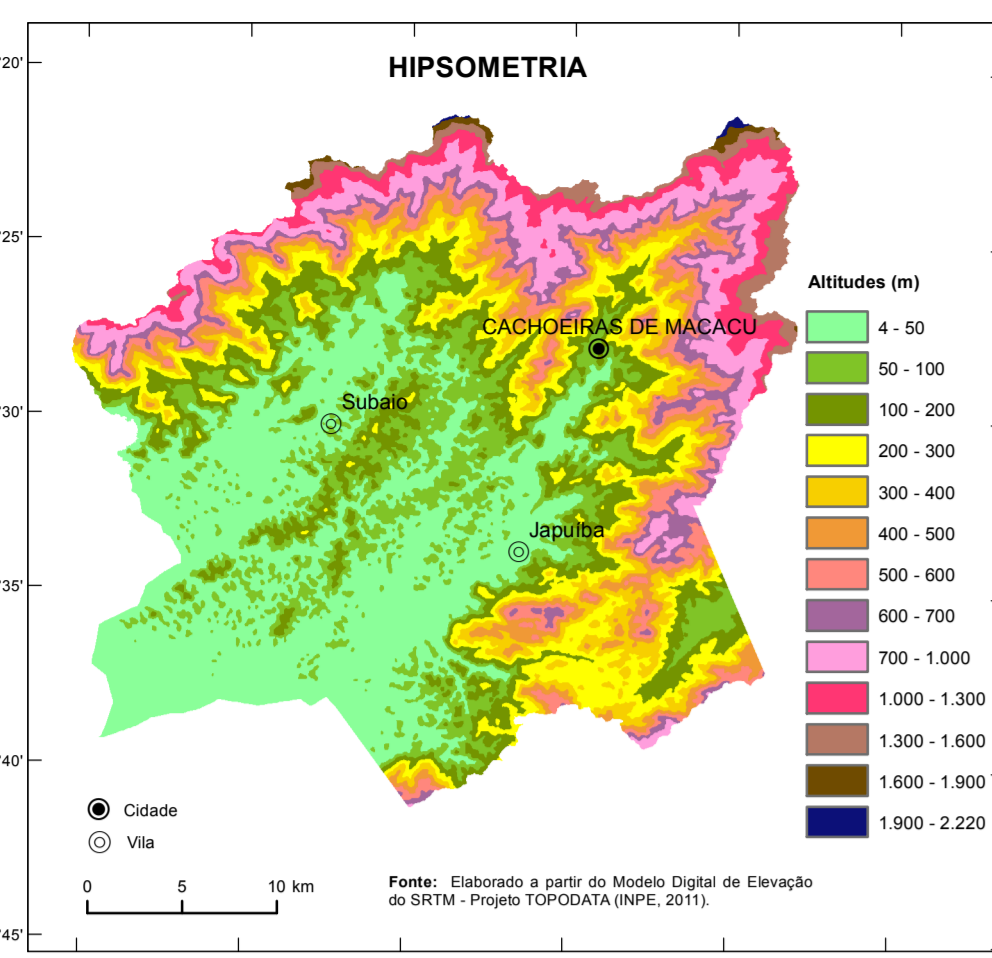 HIPSOMETRIA
/20'
/25'
/30'
/35'
/40'
/45'
CACHOEIRAS DE MACACU
Subaio
Japuíba
Altitudes (m)
4 - 50
50 - 100
100 - 200
200 - 300
300 - 400
400 - 500
500 - 600
600 - 700
700 - 1.000
1.000 - 1.300
1.300 - 1.600
1.600 - 1.900
1.900 - 2.220
Cidade
Vila
0 5 10 km
Fonte: Elaborado a partir do Modelo Digital de Elevação
do SRTM - Projeto TOPODATA (INPE, 2011).